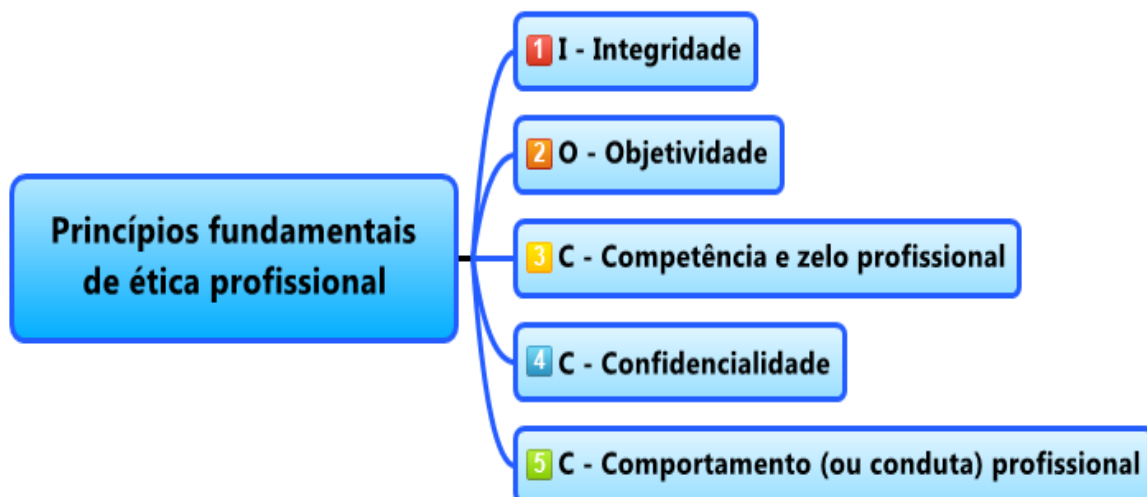 1 I - Integridade
2 O - Objetividade
Princípios fundamentais
de ética profissional
3 C - Competência e zelo profissional
4 C - Confidencialidade
5 C - Comportamento (ou conduta) profissional